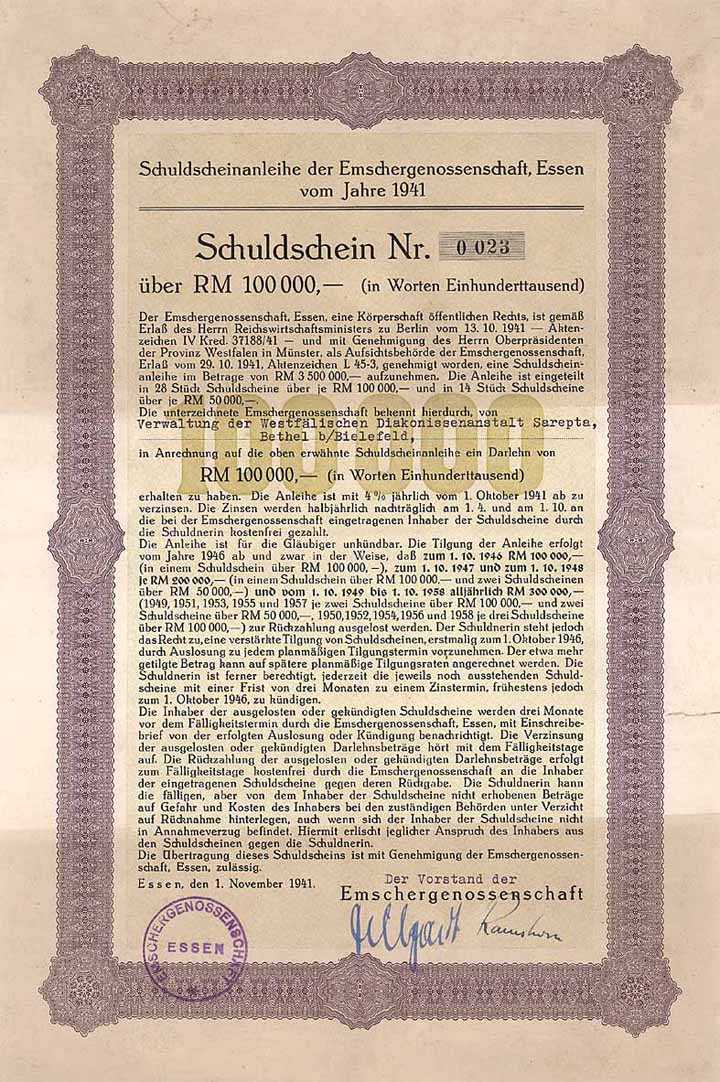 Schuldscheinanleihe der Emschergenossenschaft, Essen
vom Jahre 1941
Schuldschein Nr. 0 023
über RM 100 000,— (in Worten Einhunderttausend)
Der Emschergenossenschaft, Essen, eine Körperschaft öffentlichen Rechts, ist gemäß
Erlaß des Herrn Reichswirtschaftsministers zu Berlin vom 13. 10. 1941 — Akten-
zeichen IV Kred. 37188/41 — und mit Genehmigung des Herrn Oberpräsidenten
der Provinz Westfalen in Münster, als Aufsichtsbehörde der Emschergenossenschaft,
Erlaß vom 29. 10. 1941, Aktenzeichen L 45-3, genehmigt worden, eine Schuldschein-
anleihe im Betrage von RM 3 500 000,— aufzunehmen. Die Anleihe ist eingeteilt
in 28 Stück Schuldscheine über je RM 100 000,— und in 14 Stück Schuldscheine
über je RM 50 000,—.
Die unterzeichnete Emschergenossenschaft bekennt hierdurch, von
Verwaltung der Westfälischen Diakonissenanstalt Sarepta,
Bethel b/Bielefeld,
in Anrechnung auf die oben erwähnte Schuldscheinanleihe ein Darlehn von
100000
RM 100 000,— (in Worten Einhunderttausend)
erhalten zu haben. Die Anleihe ist mit 4% jährlich vom 1. Oktober 1941 ab zu
verzinsen. Die Zinsen werden halbjährlich nachträglich am 1. 4. und am 1. 10. an
die bei der Emschergenossenschaft eingetragenen Inhaber der Schuldscheine durch
die Schuldnerin kostenfrei gezahlt.
Die Anleihe ist für die Gläubiger unkündbar. Die Tilgung der Anleihe erfolgt
vom Jahre 1946 ab und zwar in der Weise, daß zum 1. 10. 1946 RM 100 000,—
(in einem Schuldschein über RM 100 000,—), zum 1. 10. 1947 und zum 1. 10. 1948
je RM 200 000,— (in einem Schuldschein über RM 100 000.— und zwei Schuldscheinen
über RM 50 000,—) und vom 1. 10. 1949 bis 1. 10. 1958 alljährlich RM 300 000,—
(1949, 1951, 1953, 1955 und 1957 je zwei Schuldscheine über RM 100 000.— und zwei
Schuldscheine über RM 50 000,—, 1950, 1952, 1954, 1956 und 1958 je drei Schuldscheine
über RM 100 000,—) zur Rückzahlung ausgelost werden. Der Schuldnerin steht jedoch
das Recht zu, eine verstärkte Tilgung von Schuldscheinen, erstmalig zum 1. Oktober 1946,
durch Auslosung zu jedem planmäßigen Tilgungstermin vorzunehmen. Der etwa mehr
getilgte Betrag kann auf spätere planmäßige Tilgungsraten angerechnet werden. Die
Schuldnerin ist ferner berechtigt, jederzeit die jeweils noch ausstehenden Schuld-
scheine mit einer Frist von drei Monaten zu einem Zinstermin, frühestens jedoch
zum 1. Oktober 1946, zu kündigen.
Die Inhaber der ausgelosten oder gekündigten Schuldscheine werden drei Monate
vor dem Fälligkeitstermin durch die Emschergenossenschaft, Essen, mit Einschreibe-
brief von der erfolgten Auslosung oder Kündigung benachrichtigt. Die Verzinsung
der ausgelosten oder gekündigten Darlehnsbeträge hört mit dem Fälligkeitstage
auf. Die Rückzahlung der ausgelosten oder gekündigten Darlehnsbeträge erfolgt
zum Fälligkeitstage kostenfrei durch die Emschergenossenschaft an die Inhaber
der eingetragenen Schuldscheine gegen deren Rückgabe. Die Schuldnerin kann
die fälligen, aber von dem Inhaber der Schuldscheine nicht erhobenen Beträge
auf Gefahr und Kosten des Inhabers bei den zuständigen Behörden unter Verzicht
auf Rücknahme hinterlegen, auch wenn sich der Inhaber der Schuldscheine nicht
in Annahmeverzug befindet. Hiermit erlischt jeglicher Anspruch des Inhabers aus
den Schuldscheinen gegen die Schuldnerin.
Die Übertragung dieses Schuldscheins ist mit Genehmigung der Emschergenossen-
schaft, Essen, zulässig.
Essen, den 1. November 1941.
Der Vorstand der
Emschergenossenschaft
EMSCHERGENOSSENSCHAFT
ESSEN
Ramshorn